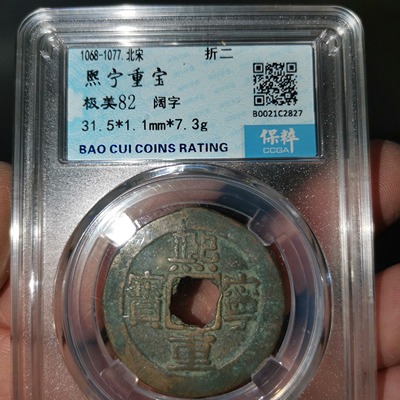 1068-1077.北宋 折二
熙宁重宝
极美82 阔字
31.5*1.1mm*7.3g
B0021C2827
BAO CUI COINS RATING
保粹
CCGA
熙
寶 寧
重